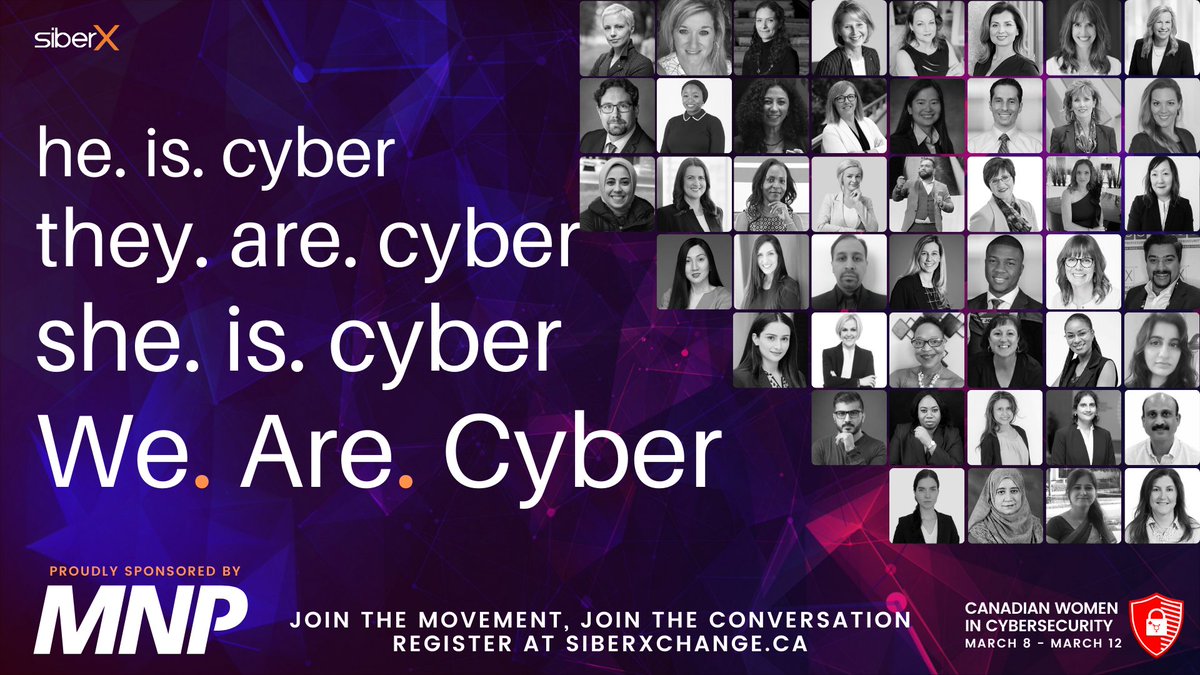 siberX
he. is. cyber
they. are. cyber
she. is. cyber
We. Are. Cyber
PROUDLY SPONSORED BY
MNP
JOIN THE MOVEMENT, JOIN THE CONVERSATION
REGISTER AT SIBERXCHANGE.CA
CANADIAN WOMEN
IN CYBERSECURITY
MARCH 8 - MARCH 12